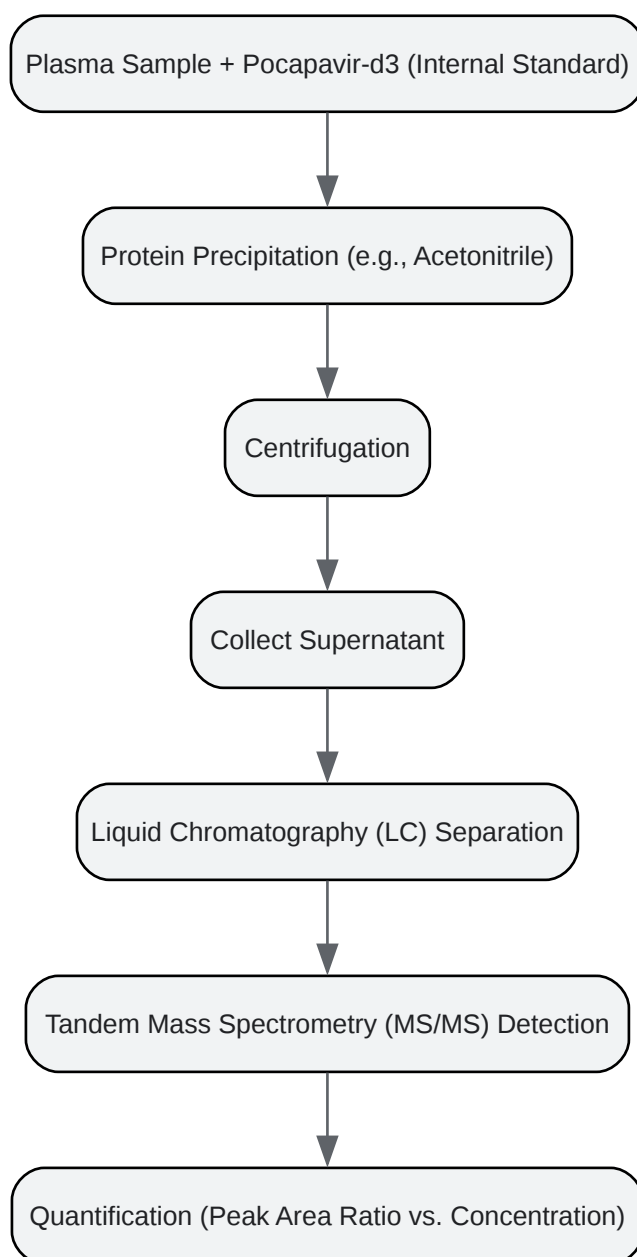 Plasma Sample + Pocapavir-d3 (Internal Standard)
Protein Precipitation (e.g., Acetonitrile)
Centrifugation
Collect Supernatant
Liquid Chromatography (LC) Separation
Tandem Mass Spectrometry (MS/MS) Detection
Quantification (Peak Area Ratio vs. Concentration)